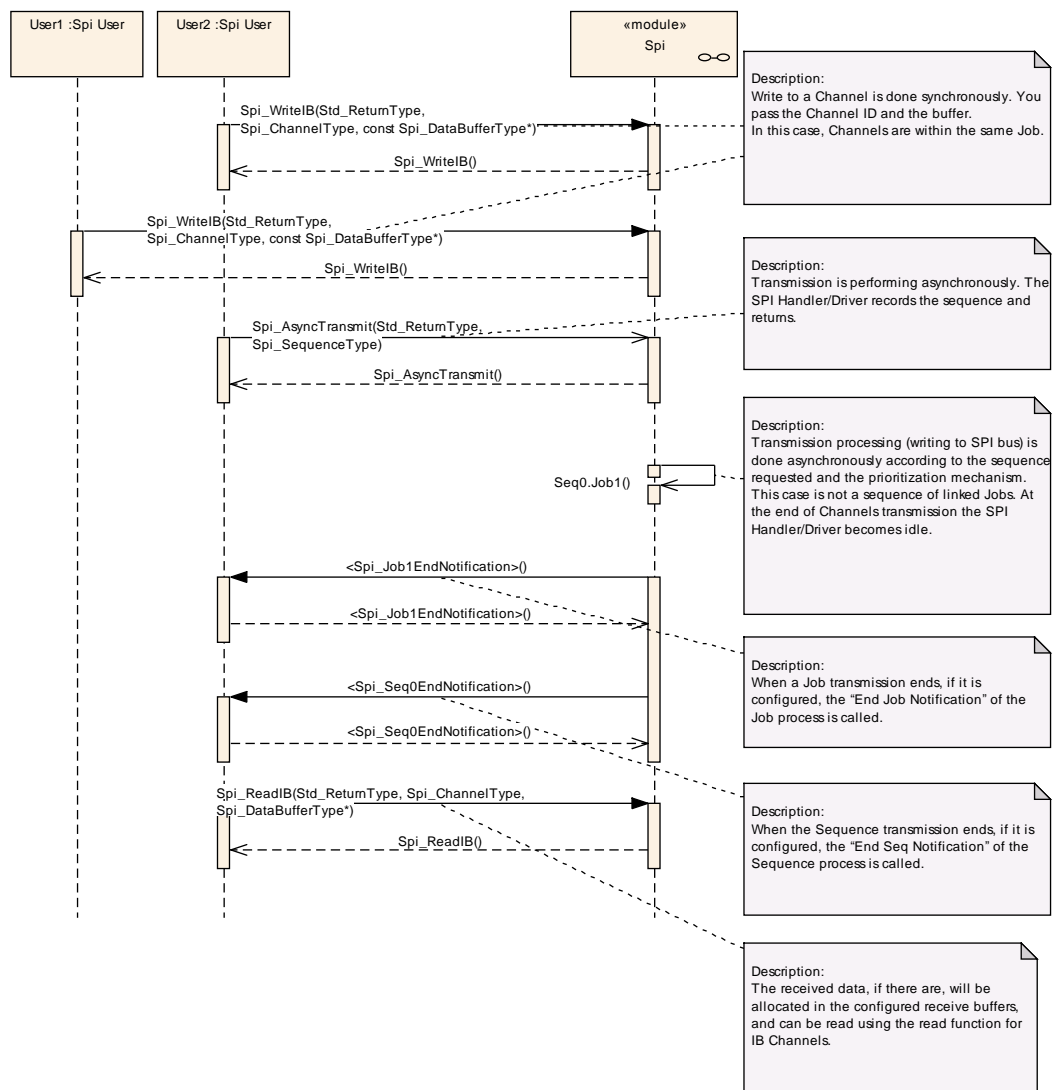 User1 :Spi User
User2 :Spi User
«module»
Spi
Description:
Write to a Channel is done synchronously. You
pass the Channel ID and the buffer.
In this case, Channels are within the same Job.
Spi_WriteIB(Std_ReturnType,
Spi_ChannelType, const Spi_DataBufferType*)
Spi_WriteIB()
Spi_WriteIB(Std_ReturnType,
Spi_ChannelType, const Spi_DataBufferType*)
Spi_WriteIB()
Description:
Transmission is performing asynchronously. The
SPI Handler/Driver records the sequence and
returns.
Spi_AsyncTransmit(Std_ReturnType,
Spi_SequenceType)
Spi_AsyncTransmit()
Description:
Transmission processing (writing to SPI bus) is
done asynchronously according to the sequence
requested and the prioritization mechanism.
This case is not a sequence of linked Jobs. At
the end of Channels transmission the SPI
Handler/Driver becomes idle.
Seq0.Job1()
<Spi_Job1EndNotification>()
<Spi_Job1EndNotification>()
Description:
When a Job transmission ends, if it is
configured, the “End Job Notification” of the
Job process is called.
<Spi_Seq0EndNotification>()
<Spi_Seq0EndNotification>()
Description:
When the Sequence transmission ends, if it is
configured, the “End Seq Notification” of the
Sequence process is called.
Spi_ReadIB(Std_ReturnType, Spi_ChannelType,
Spi_DataBufferType*)
Spi_ReadIB()
Description:
The received data, if there are, will be
allocated in the configured receive buffers,
and can be read using the read function for
IB Channels.